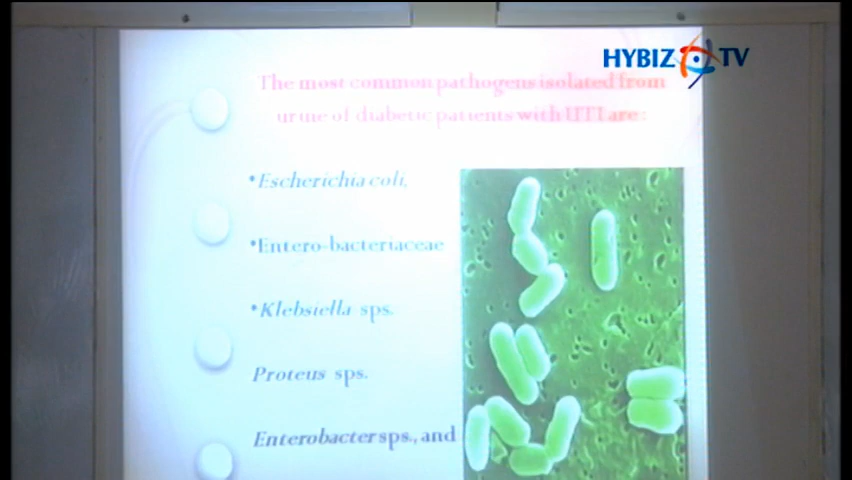 HYBIZ TV
The most common pathogens isolated from
urine of diabetic patients with UTI are :
•Escherichia coli,
•Entero-bacteriaceae
•Klebsiella sps.
Proteus sps.
Enterobacter sps., and